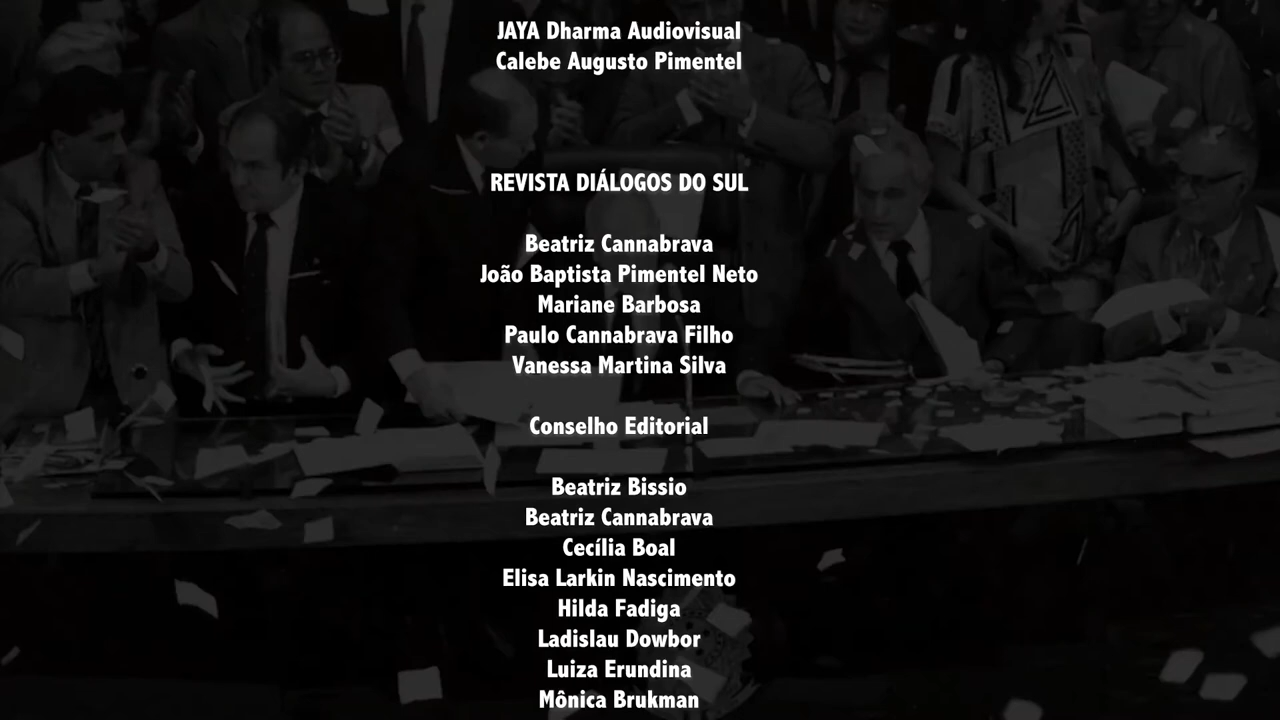 JAYA Dharma Audiovisual
Calebe Augusto Pimentel
REVISTA DIÁLOGOS DO SUL
Beatriz Cannabrava
João Baptista Pimentel Neto
Mariane Barbosa
Paulo Cannabrava Filho
Vanessa Martina Silva
Conselho Editorial
Beatriz Bissio
Beatriz Cannabrava
Cecília Boal
Elisa Larkin Nascimento
Hilda Fadiga
Ladislau Dowbor
Luiza Erundina
Mônica Brukman